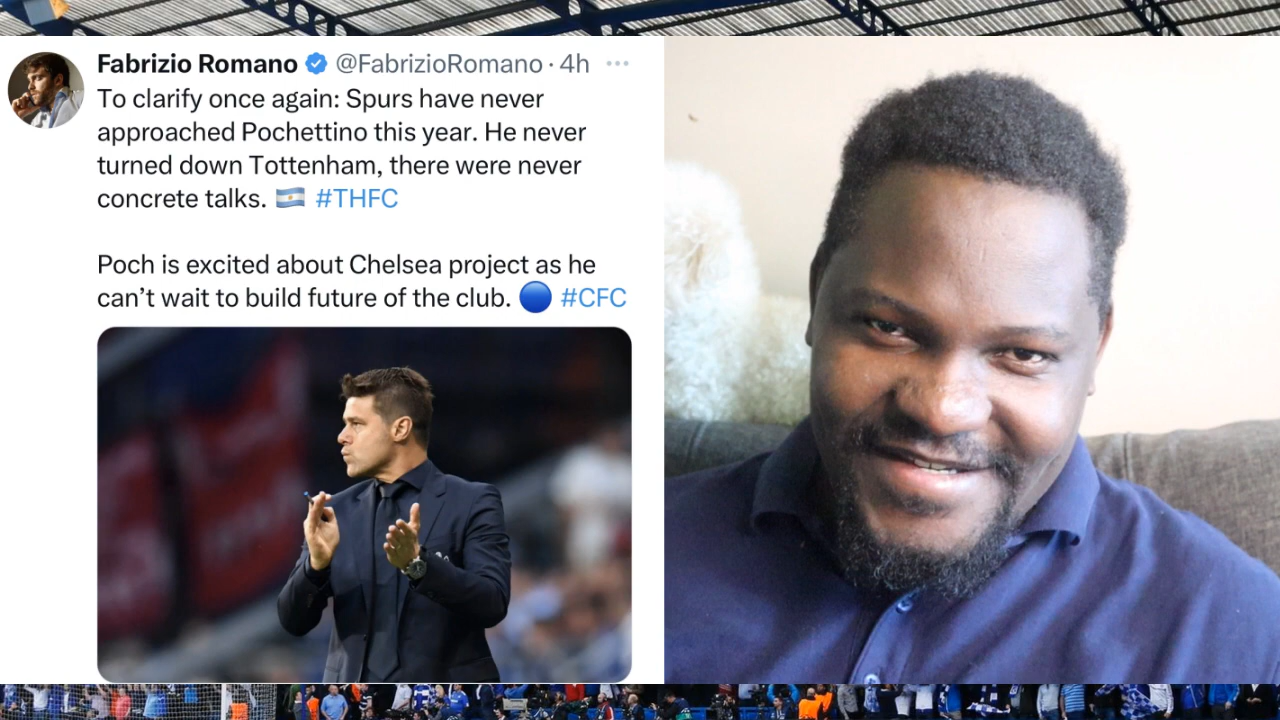 Fabrizio Romano @FabrizioRomano · 4h
To clarify once again: Spurs have never
approached Pochettino this year. He never
turned down Tottenham, there were never
concrete talks. 🇦🇷 #THFC
Poch is excited about Chelsea project as he
can’t wait to build future of the club. 🔵 #CFC